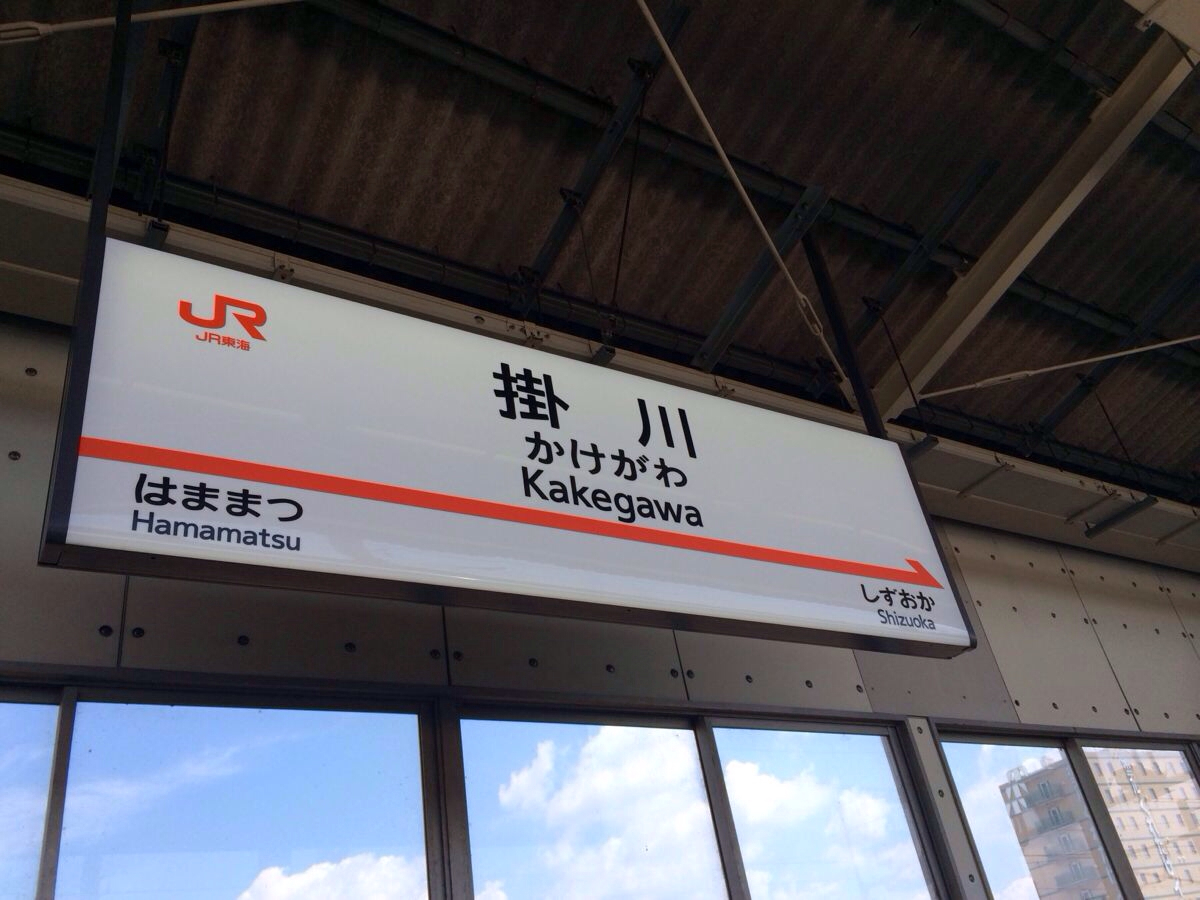 JR
JR東海
掛川
かけがわ
Kakegawa
はままつ
Hamamatsu
しずおか
Shizuoka